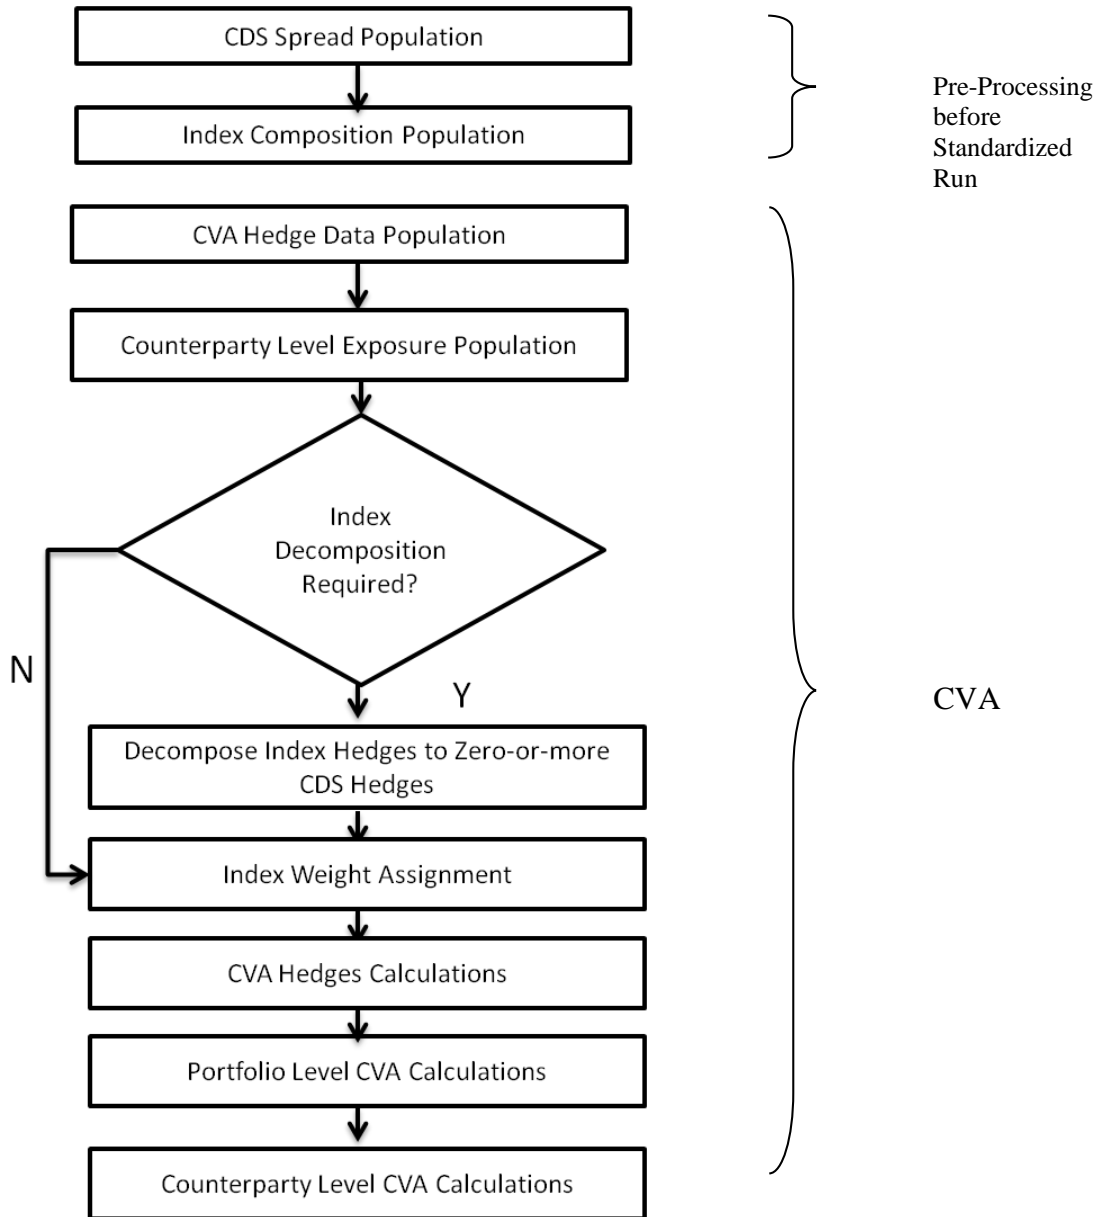 CDS Spread Population
Index Composition Population
Pre-Processing
before
Standardized
Run
CVA Hedge Data Population
Counterparty Level Exposure Population
Index
Decomposition
Required?
N
Y
CVA
Decompose Index Hedges to Zero-or-more
CDS Hedges
Index Weight Assignment
CVA Hedges Calculations
Portfolio Level CVA Calculations
Counterparty Level CVA Calculations